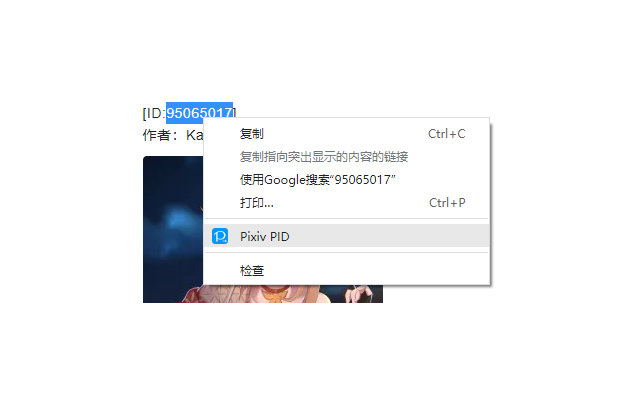 [ID:95065017]
作者：Ka
复制 Ctrl+C
复制指向突出显示的内容的链接
使用Google搜索“95065017”
打印... Ctrl+P
Pixiv PID
检查